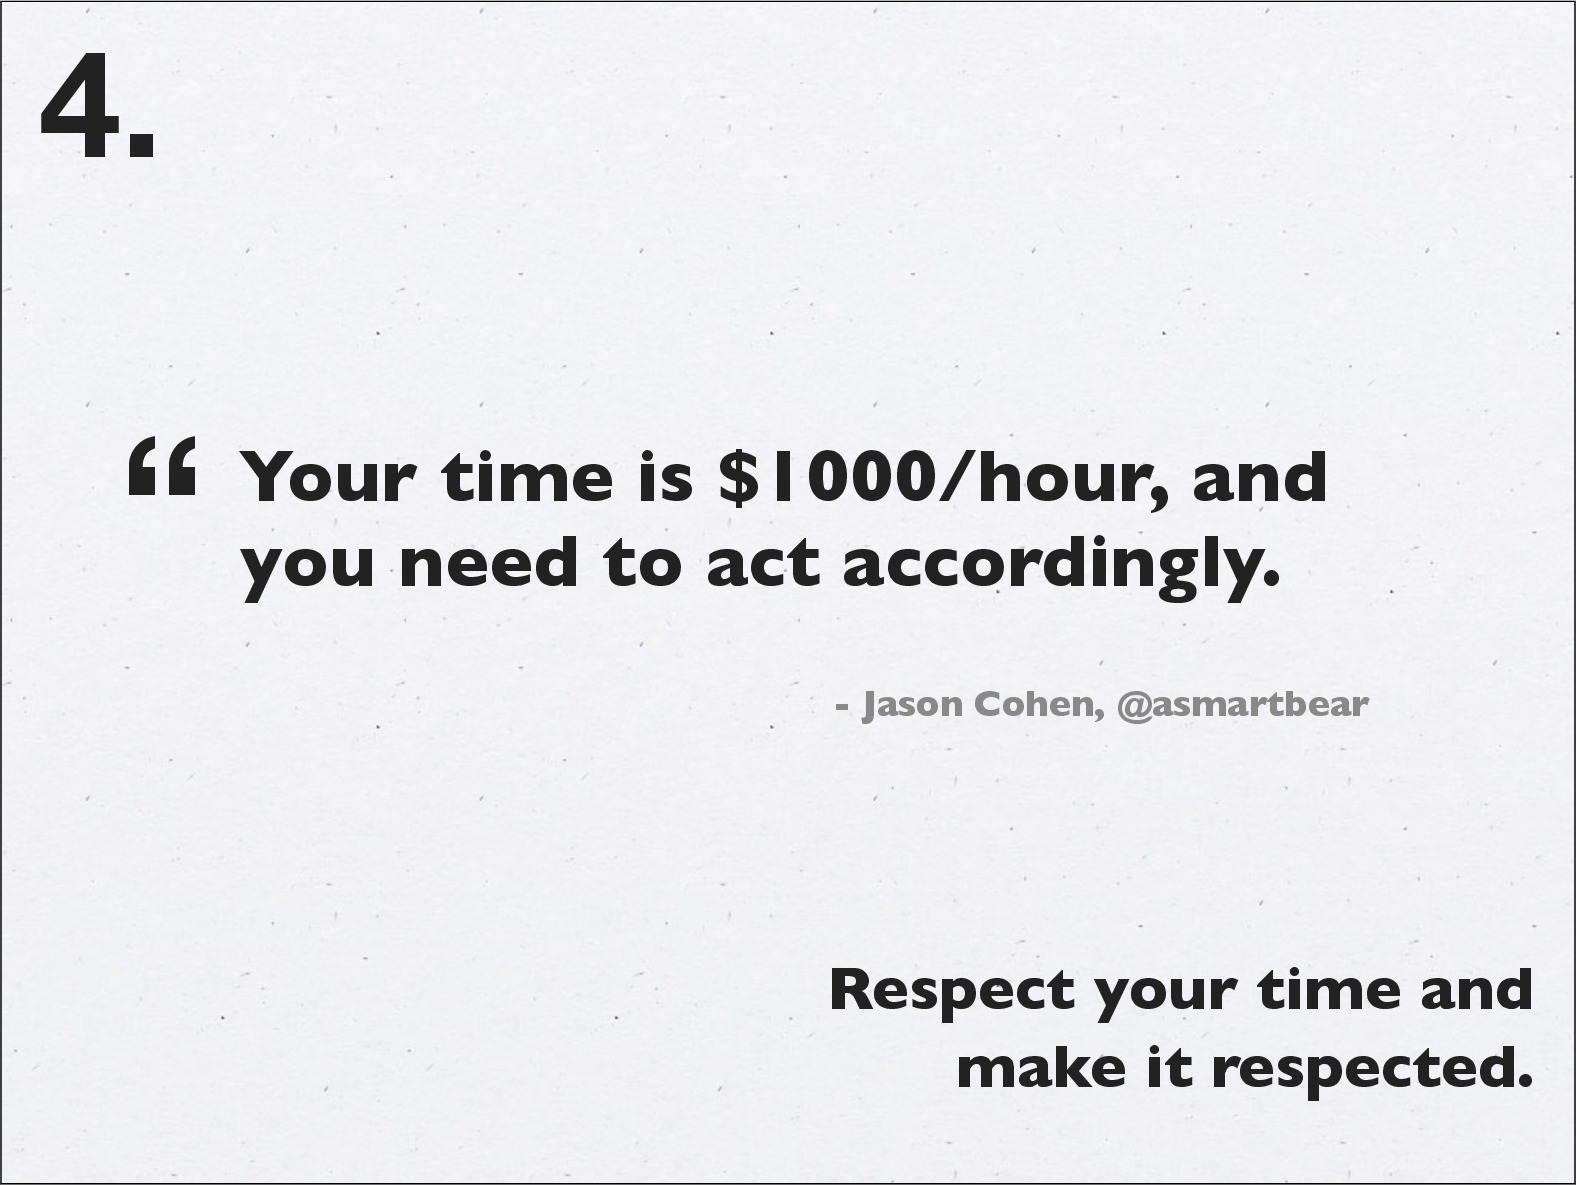 4.
“ Your time is $1000/hour, and
you need to act accordingly.
- Jason Cohen, @asmartbear
Respect your time and
make it respected.